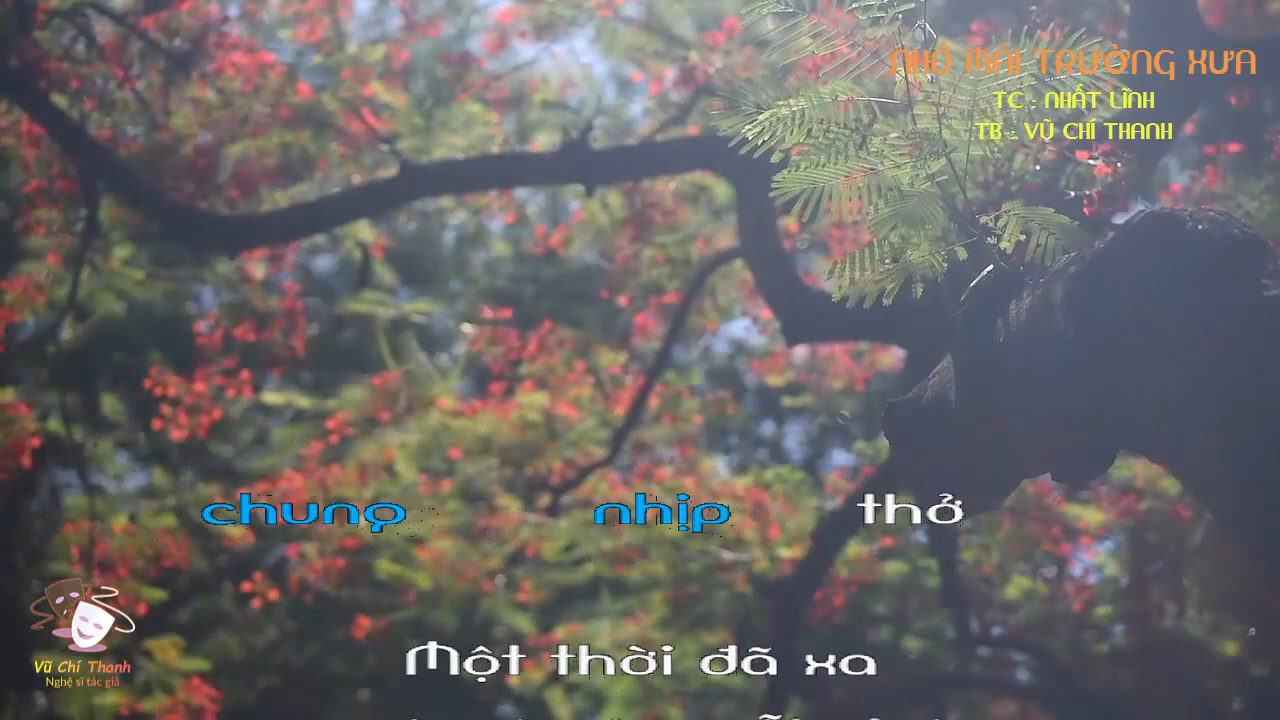 NHỚ MÁI TRƯỜNG XƯA
TC : NHẤT LĨNH
TB : VŨ CHÍ THANH
chung nhịp thở
Một thời đã xa
Vũ Chí Thanh
Nghệ sĩ tác giả